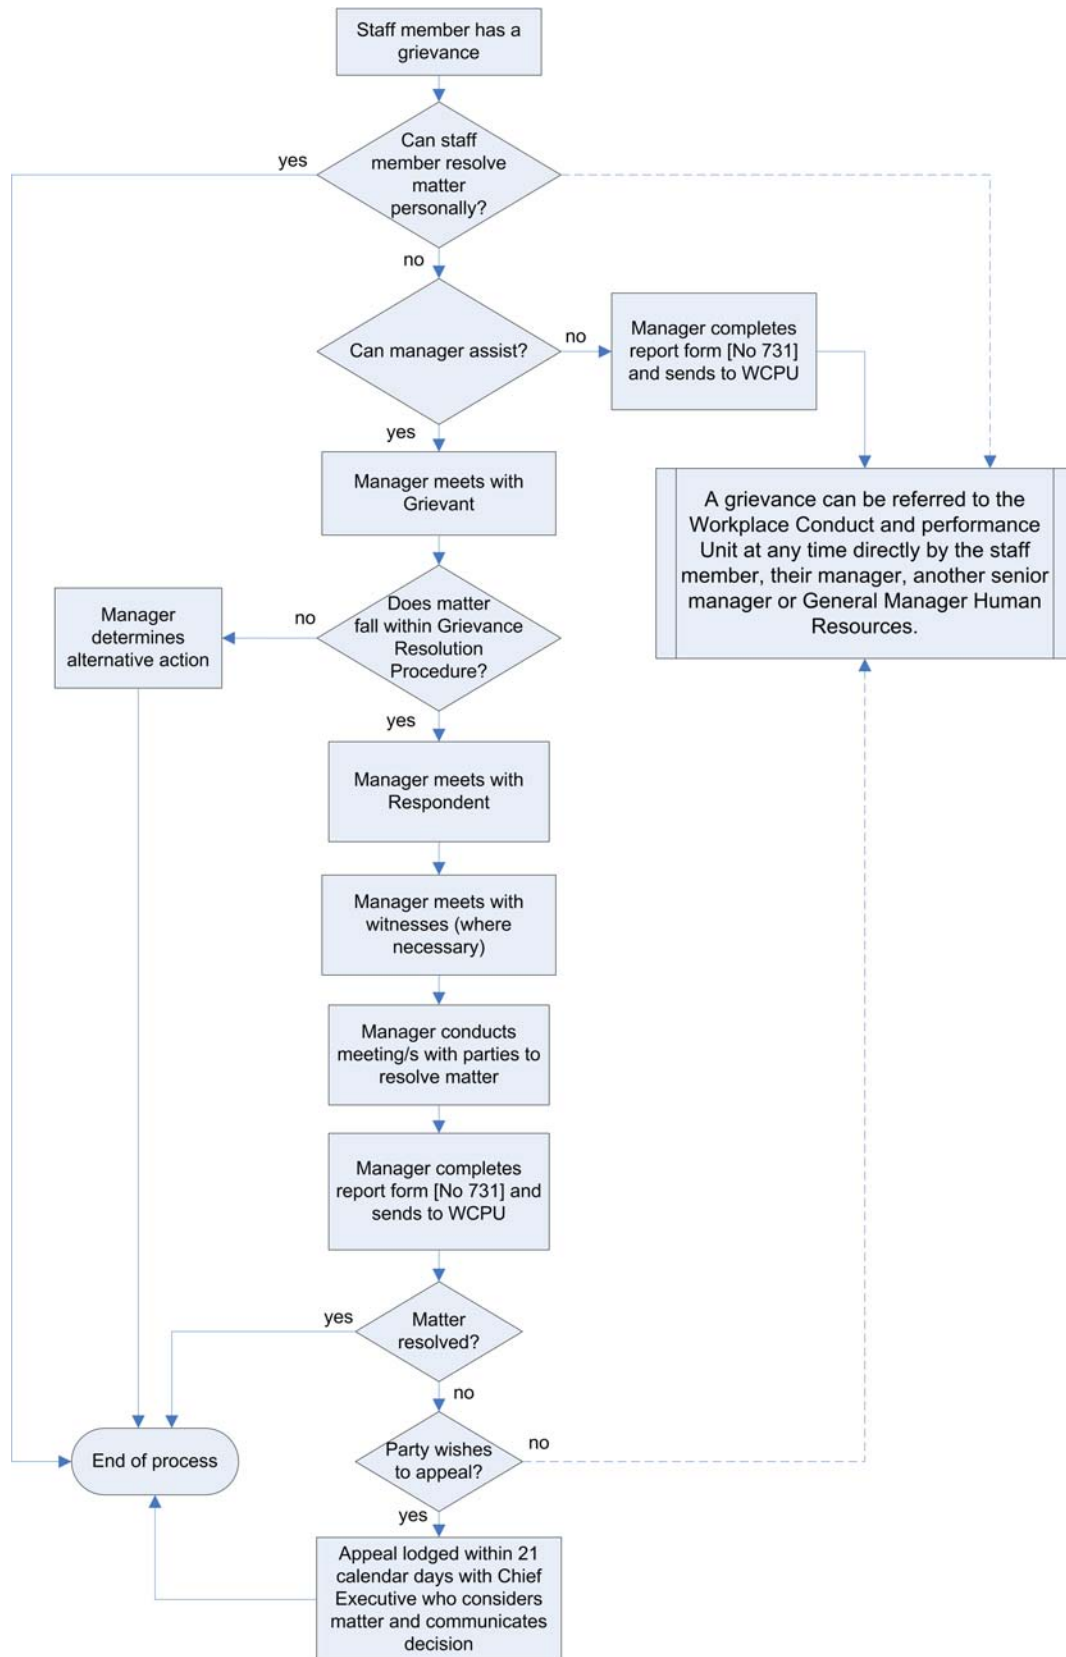 Staff member has a
grievance
Can staff
member resolve
matter
personally?
yes
no
Can manager assist?
no
Manager completes
report form [No 731]
and sends to WCPU
yes
Manager meets with
Grievant
A grievance can be referred to the
Workplace Conduct and performance
Unit at any time directly by the staff
member, their manager, another senior
manager or General Manager Human
Resources.
Does matter
fall within Grievance
Resolution
Procedure?
no
Manager
determines
alternative action
yes
Manager meets with
Respondent
Manager meets with
witnesses (where
necessary)
Manager conducts
meeting/s with parties to
resolve matter
Manager completes
report form [No 731] and
sends to WCPU
Matter
resolved?
yes
no
Party wishes
to appeal?
no
End of process
yes
Appeal lodged within 21
calendar days with Chief
Executive who considers
matter and communicates
decision